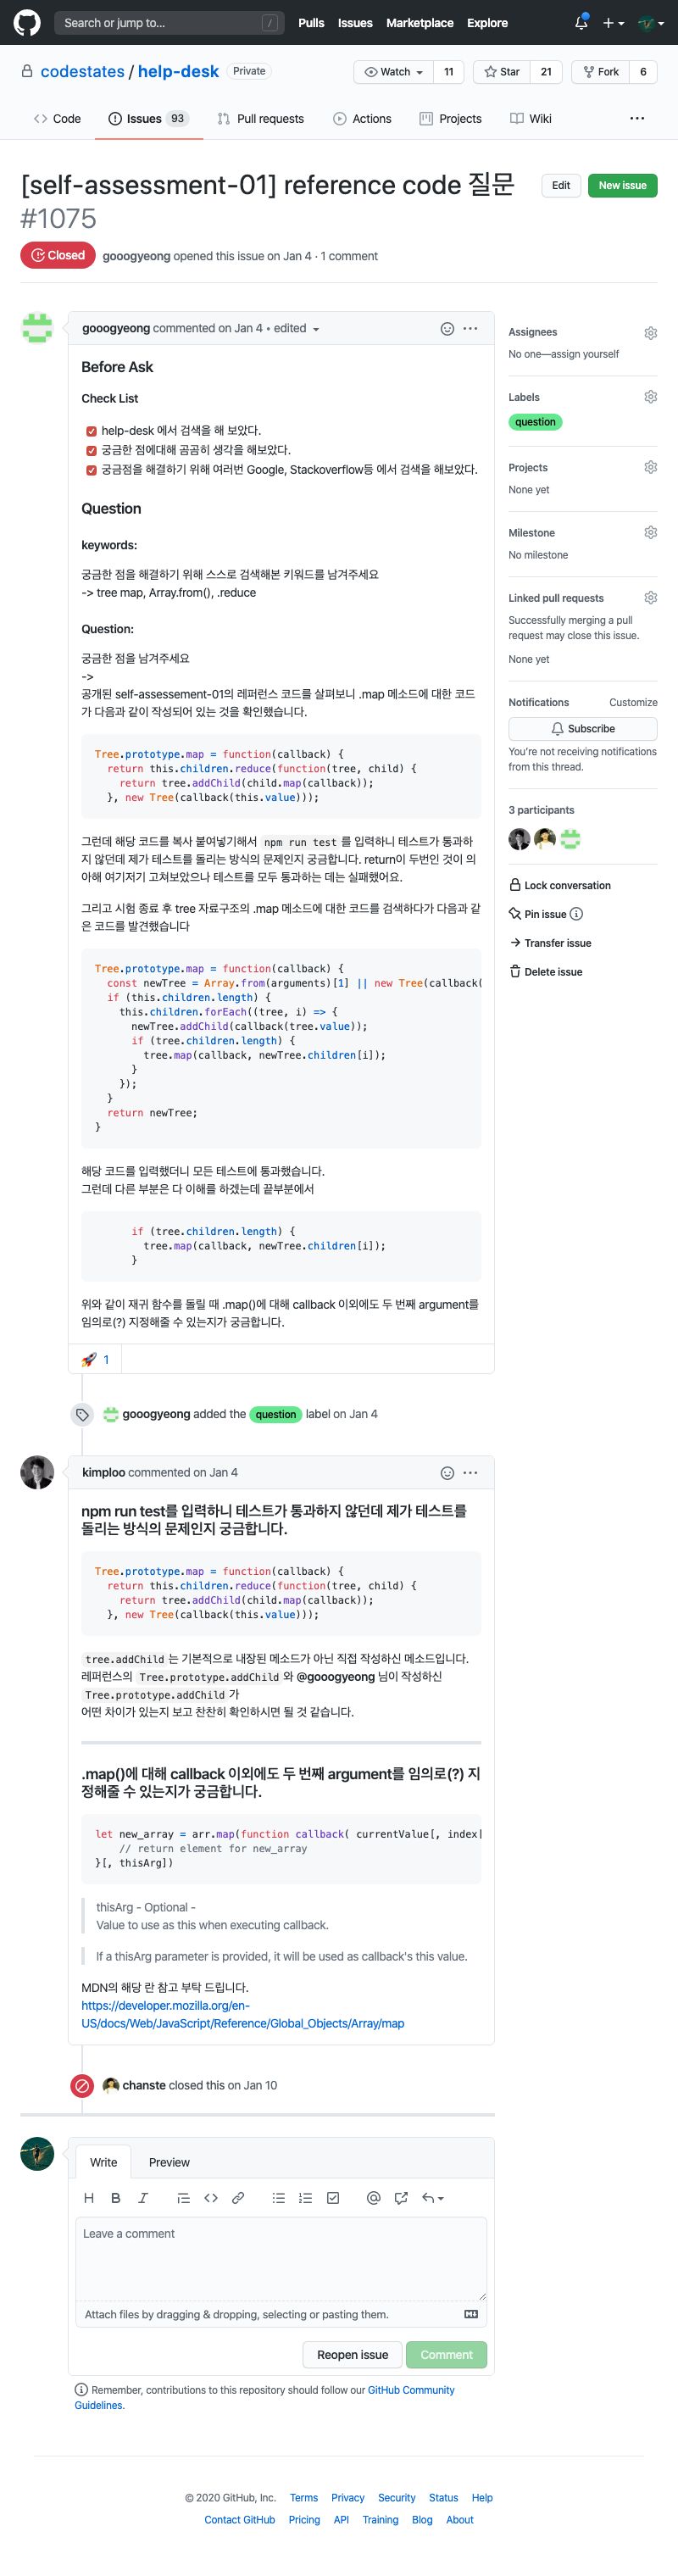 Search or jump to...
/
Pulls
Issues
Marketplace
Explore
codestates / help-desk
Private
Watch
11
Star
21
Fork
6
Code
Issues 93
Pull requests
Actions
Projects
Wiki
[self-assessment-01] reference code 질문
#1075
Edit
New issue
Closed
gooogyeong opened this issue on Jan 4 · 1 comment
gooogyeong commented on Jan 4 • edited
Before Ask
Check List
help-desk 에서 검색을 해 보았다.
궁금한 점에대해 곰곰히 생각을 해보았다.
궁금점을 해결하기 위해 여러번 Google, Stackoverflow등 에서 검색을 해보았다.
Question
keywords:
궁금한 점을 해결하기 위해 스스로 검색해본 키워드를 남겨주세요
-> tree map, Array.from(), .reduce
Question:
궁금한 점을 남겨주세요
->
공개된 self-assessement-01의 레퍼런스 코드를 살펴보니 .map 메소드에 대한 코드
가 다음과 같이 작성되어 있는 것을 확인했습니다.
Tree.prototype.map = function(callback) {
  return this.children.reduce(function(tree, child) {
    return tree.addChild(child.map(callback));
  }, new Tree(callback(this.value)));
그런데 해당 코드를 복사 붙여넣기해서 npm run test 를 입력하니 테스트가 통과하
지 않던데 제가 테스트를 돌리는 방식의 문제인지 궁금합니다. return이 두번인 것이 의
아해 여기저기 고쳐보았으나 테스트를 모두 통과하는 데는 실패했어요.
그리고 시험 종료 후 tree 자료구조의 .map 메소드에 대한 코드를 검색하다가 다음과 같
은 코드를 발견했습니다
Tree.prototype.map = function(callback) {
  const newTree = Array.from(arguments)[1] || new Tree(callback(
  if (this.children.length) {
    this.children.forEach((tree, i) => {
      newTree.addChild(callback(tree.value));
      if (tree.children.length) {
        tree.map(callback, newTree.children[i]);
      }
    });
  }
  return newTree;
}
해당 코드를 입력했더니 모든 테스트에 통과했습니다.
그런데 다른 부분은 다 이해를 하겠는데 끝부분에서
      if (tree.children.length) {
        tree.map(callback, newTree.children[i]);
      }
위와 같이 재귀 함수를 돌릴 때 .map()에 대해 callback 이외에도 두 번째 argument를
임의로(?) 지정해줄 수 있는지가 궁금합니다.
1
gooogyeong added the question label on Jan 4
kimploo commented on Jan 4
npm run test를 입력하니 테스트가 통과하지 않던데 제가 테스트를
돌리는 방식의 문제인지 궁금합니다.
Tree.prototype.map = function(callback) {
  return this.children.reduce(function(tree, child) {
    return tree.addChild(child.map(callback));
  }, new Tree(callback(this.value)));
tree.addChild 는 기본적으로 내장된 메소드가 아닌 직접 작성하신 메소드입니다.
레퍼런스의 Tree.prototype.addChild 와 @gooogyeong 님이 작성하신
Tree.prototype.addChild 가
어떤 차이가 있는지 보고 찬찬히 확인하시면 될 것 같습니다.
.map()에 대해 callback 이외에도 두 번째 argument를 임의로(?) 지
정해줄 수 있는지가 궁금합니다.
let new_array = arr.map(function callback( currentValue[, index[
    // return element for new_array
}[, thisArg])
thisArg - Optional -
Value to use as this when executing callback.
If a thisArg parameter is provided, it will be used as callback's this value.
MDN의 해당 란 참고 부탁 드립니다.
https://developer.mozilla.org/en-
US/docs/Web/JavaScript/Reference/Global_Objects/Array/map
chanste closed this on Jan 10
Write
Preview
Leave a comment
Attach files by dragging & dropping, selecting or pasting them.
Reopen issue
Comment
Remember, contributions to this repository should follow our GitHub Community
Guidelines.
Assignees
No one—assign yourself
Labels
question
Projects
None yet
Milestone
No milestone
Linked pull requests
Successfully merging a pull
request may close this issue.
None yet
Notifications
Customize
Subscribe
You're not receiving notifications
from this thread.
3 participants
Lock conversation
Pin issue
Transfer issue
Delete issue
© 2020 GitHub, Inc.
Terms
Privacy
Security
Status
Help
Contact GitHub
Pricing
API
Training
Blog
About